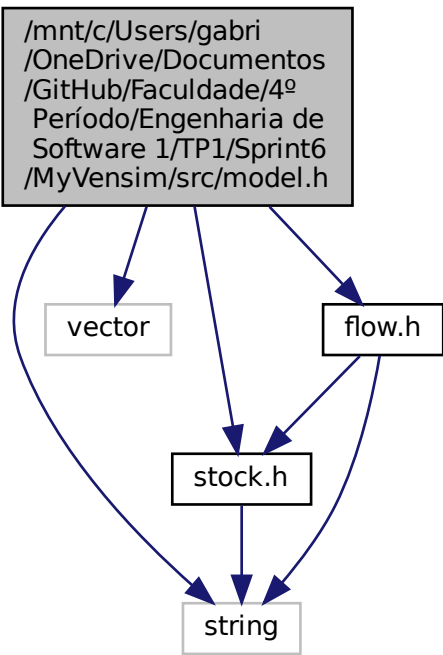 /mnt/c/Users/gabri
/OneDrive/Documentos
/GitHub/Faculdade/4º
Período/Engenharia de
Software 1/TP1/Sprint6
/MyVensim/src/model.h
vector
flow.h
stock.h
string